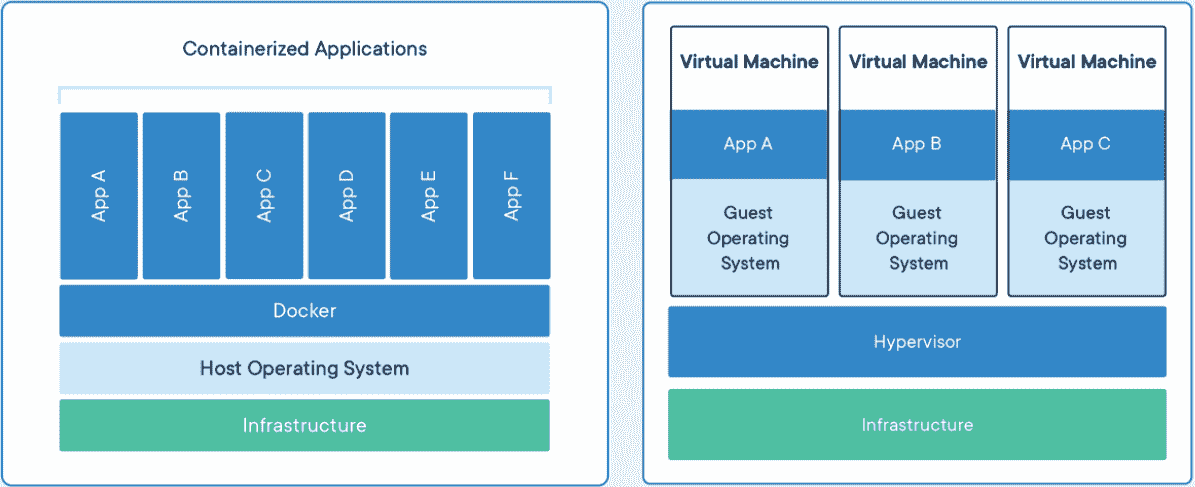 Containerized Applications
App A
App B
App C
App D
App E
App F
Docker
Host Operating System
Infrastructure
Virtual Machine
App A
Guest
Operating
System
Virtual Machine
App B
Guest
Operating
System
Virtual Machine
App C
Guest
Operating
System
Hypervisor
Infrastructure